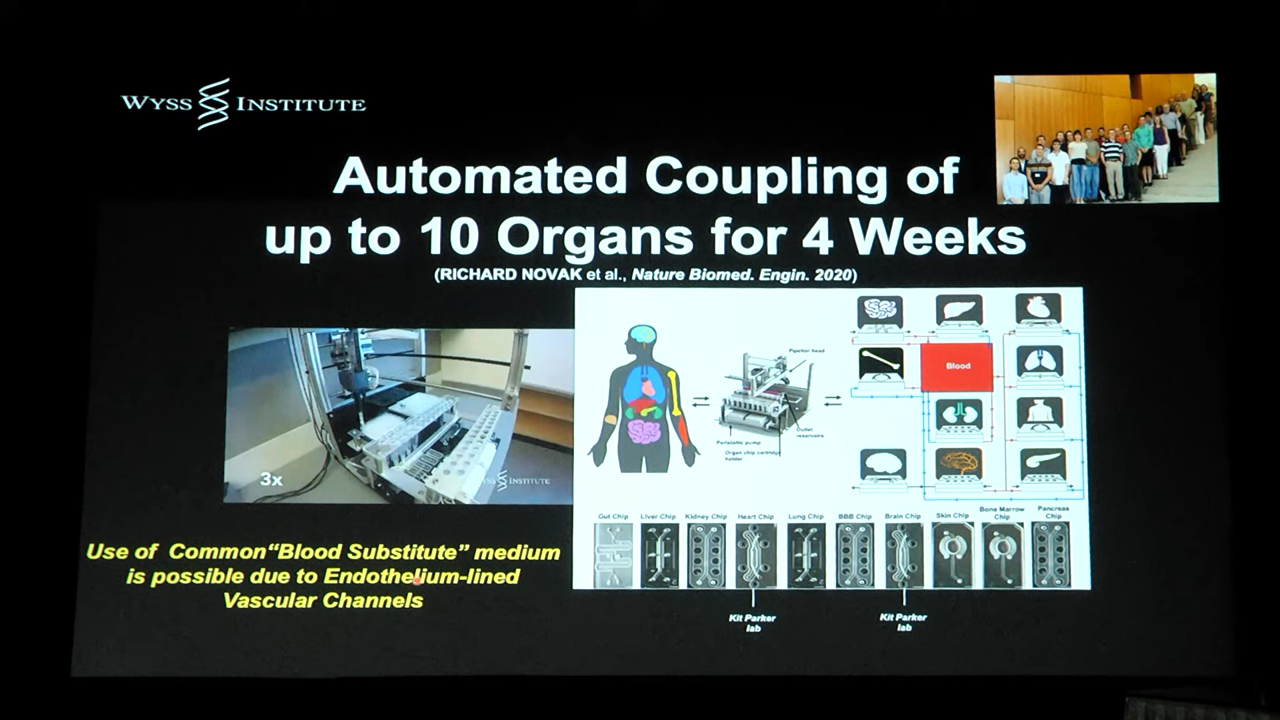 WYSS INSTITUTE
Automated Coupling of
up to 10 Organs for 4 Weeks
(RICHARD NOVAK et al., Nature Biomed. Engin. 2020)
3x
WYSS INSTITUTE
Pipettor head
Outlet
reservoirs
Peristaltic pump
Organ chip cartridge
holder
Blood
Gut Chip
Liver Chip
Kidney Chip
Heart Chip
Lung Chip
BBB Chip
Brain Chip
Skin Chip
Bone Marrow
Chip
Pancreas
Chip
Use of Common“Blood Substitute” medium
is possible due to Endothelium-lined
Vascular Channels
Kit Parker
lab
Kit Parker
lab